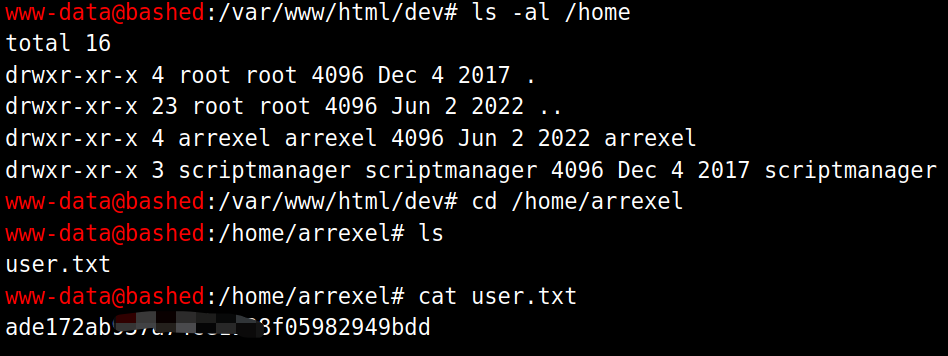 www-data@bashed:/var/www/html/dev# ls -al /home
total 16
drwxr-xr-x 4 root root 4096 Dec 4 2017 .
drwxr-xr-x 23 root root 4096 Jun 2 2022 ..
drwxr-xr-x 4 arrexel arrexel 4096 Jun 2 2022 arrexel
drwxr-xr-x 3 scriptmanager scriptmanager 4096 Dec 4 2017 scriptmanager
www-data@bashed:/var/www/html/dev# cd /home/arrexel
www-data@bashed:/home/arrexel# ls
user.txt
www-data@bashed:/home/arrexel# cat user.txt